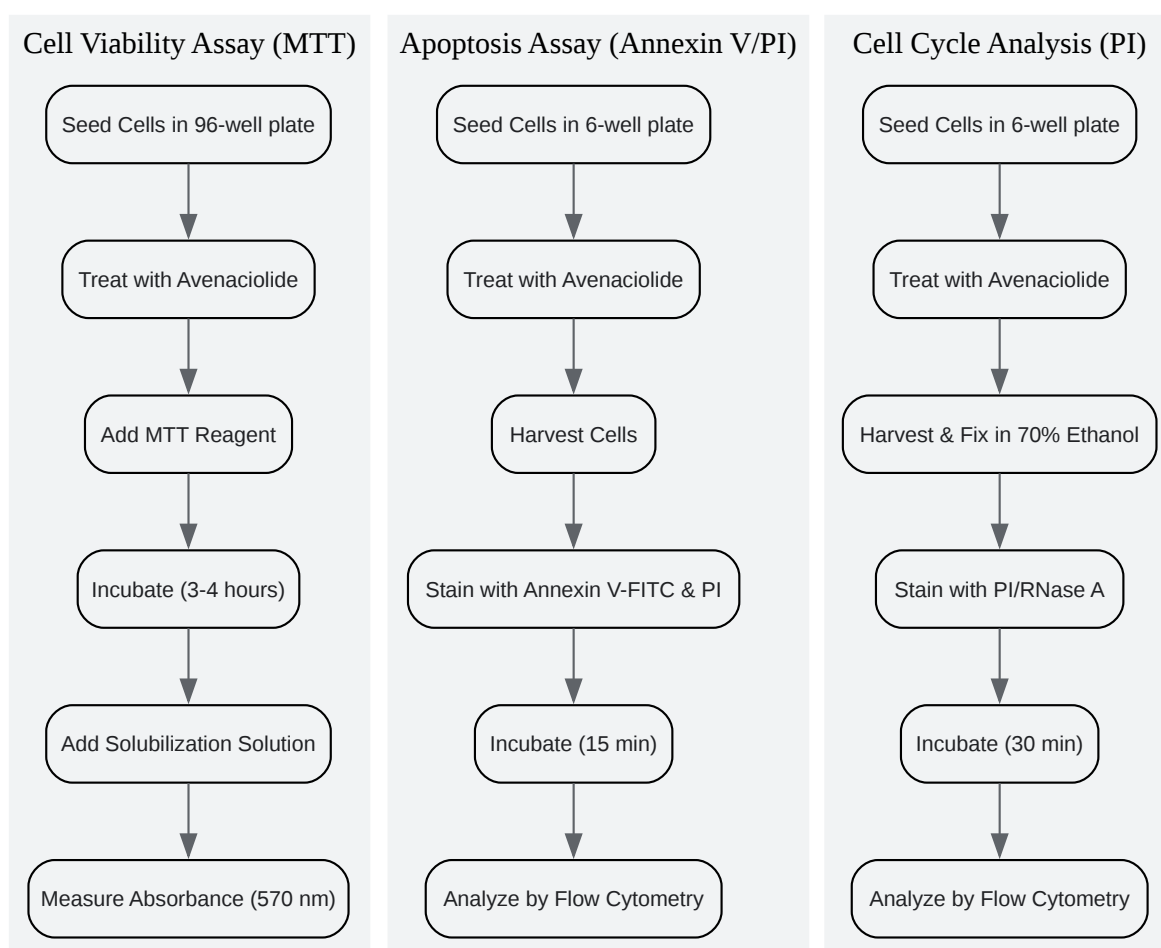 Cell Viability Assay (MTT)
Seed Cells in 96-well plate
Treat with Avenaciolide
Add MTT Reagent
Incubate (3-4 hours)
Add Solubilization Solution
Measure Absorbance (570 nm)
Apoptosis Assay (Annexin V/PI)
Seed Cells in 6-well plate
Treat with Avenaciolide
Harvest Cells
Stain with Annexin V-FITC & PI
Incubate (15 min)
Analyze by Flow Cytometry
Cell Cycle Analysis (PI)
Seed Cells in 6-well plate
Treat with Avenaciolide
Harvest & Fix in 70% Ethanol
Stain with PI/RNase A
Incubate (30 min)
Analyze by Flow Cytometry